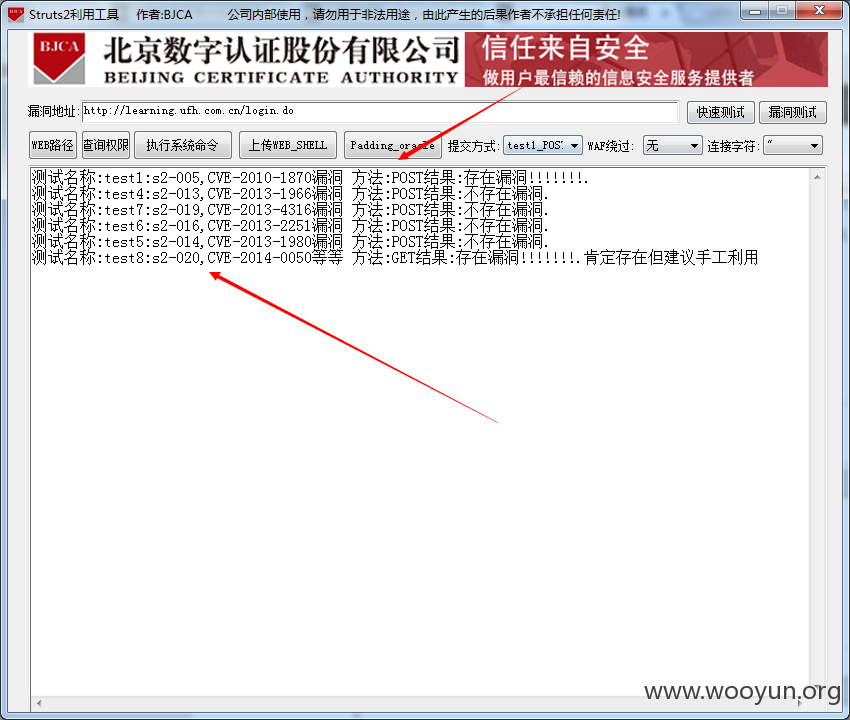 Struts2利用工具 作者:BJCA 公司内部使用，请勿用于非法用途，由此产生的后果作者不承担任何责任!
BJCA
北京数字认证股份有限公司
BEIJING CERTIFICATE AUTHORITY
信任来自安全
做用户最信赖的信息安全服务提供者
漏洞地址: http://learning.ufh.com.cn/login.do 快速测试 漏洞测试
WEB路径 查询权限 执行系统命令 上传WEB_SHELL Padding_oracle 提交方式: test1_POS WAF绕过: 无 连接字符: "
测试名称:test1:s2-005,CVE-2010-1870漏洞 方法:POST结果:存在漏洞!!!!!!!.
测试名称:test4:s2-013,CVE-2013-1966漏洞 方法:POST结果:不存在漏洞.
测试名称:test7:s2-019,CVE-2013-4316漏洞 方法:POST结果:不存在漏洞.
测试名称:test6:s2-016,CVE-2013-2251漏洞 方法:POST结果:不存在漏洞.
测试名称:test5:s2-014,CVE-2013-1980漏洞 方法:POST结果:不存在漏洞.
测试名称:test8:s2-020,CVE-2014-0050等等 方法:GET结果:存在漏洞!!!!!!!.肯定存在但建议手工利用
www.wooyun.org